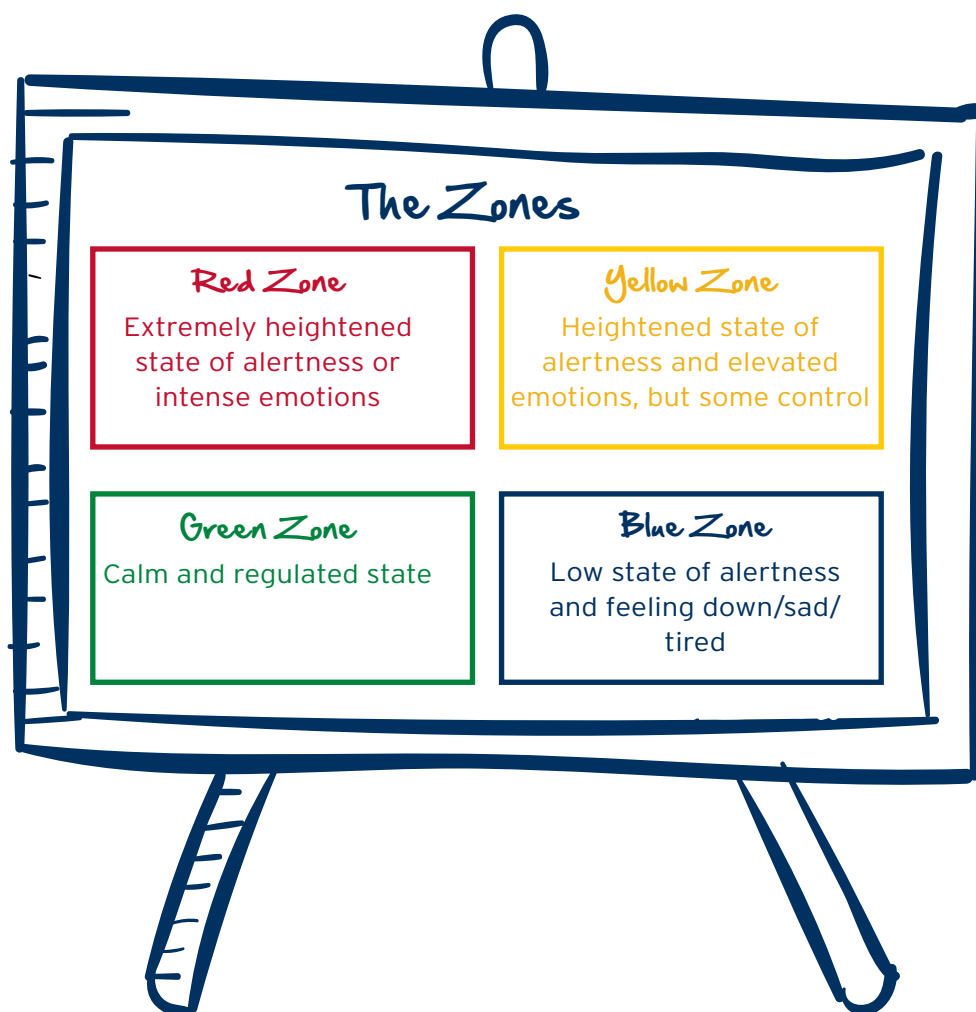 The Zones
Red Zone
Extremely heightened
state of alertness or
intense emotions
Yellow Zone
Heightened state of
alertness and elevated
emotions, but some control
Green Zone
Calm and regulated state
Blue Zone
Low state of alertness
and feeling down/sad/
tired